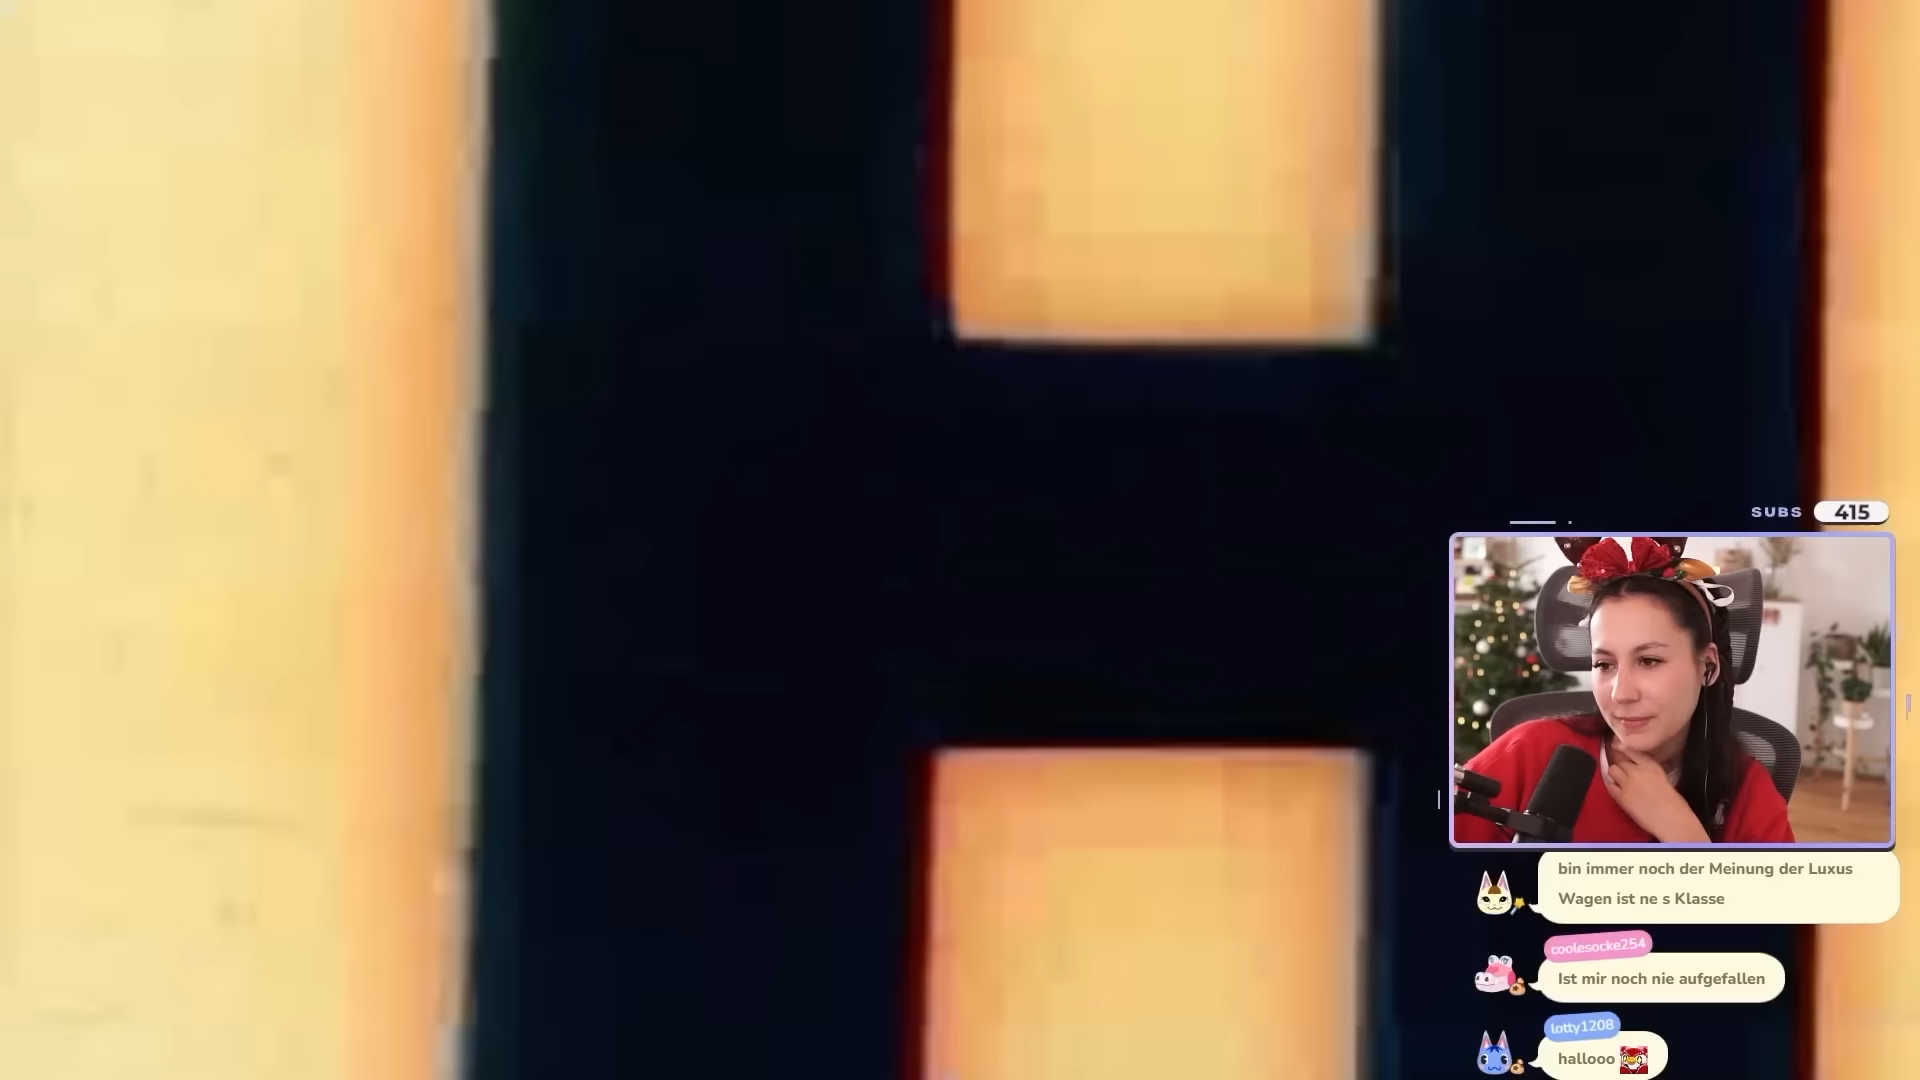 SUBS 415
bin immer noch der Meinung der Luxus
Wagen ist ne s Klasse
coolesocke254
Ist mir noch nie aufgefallen
lotty1208
hallooo